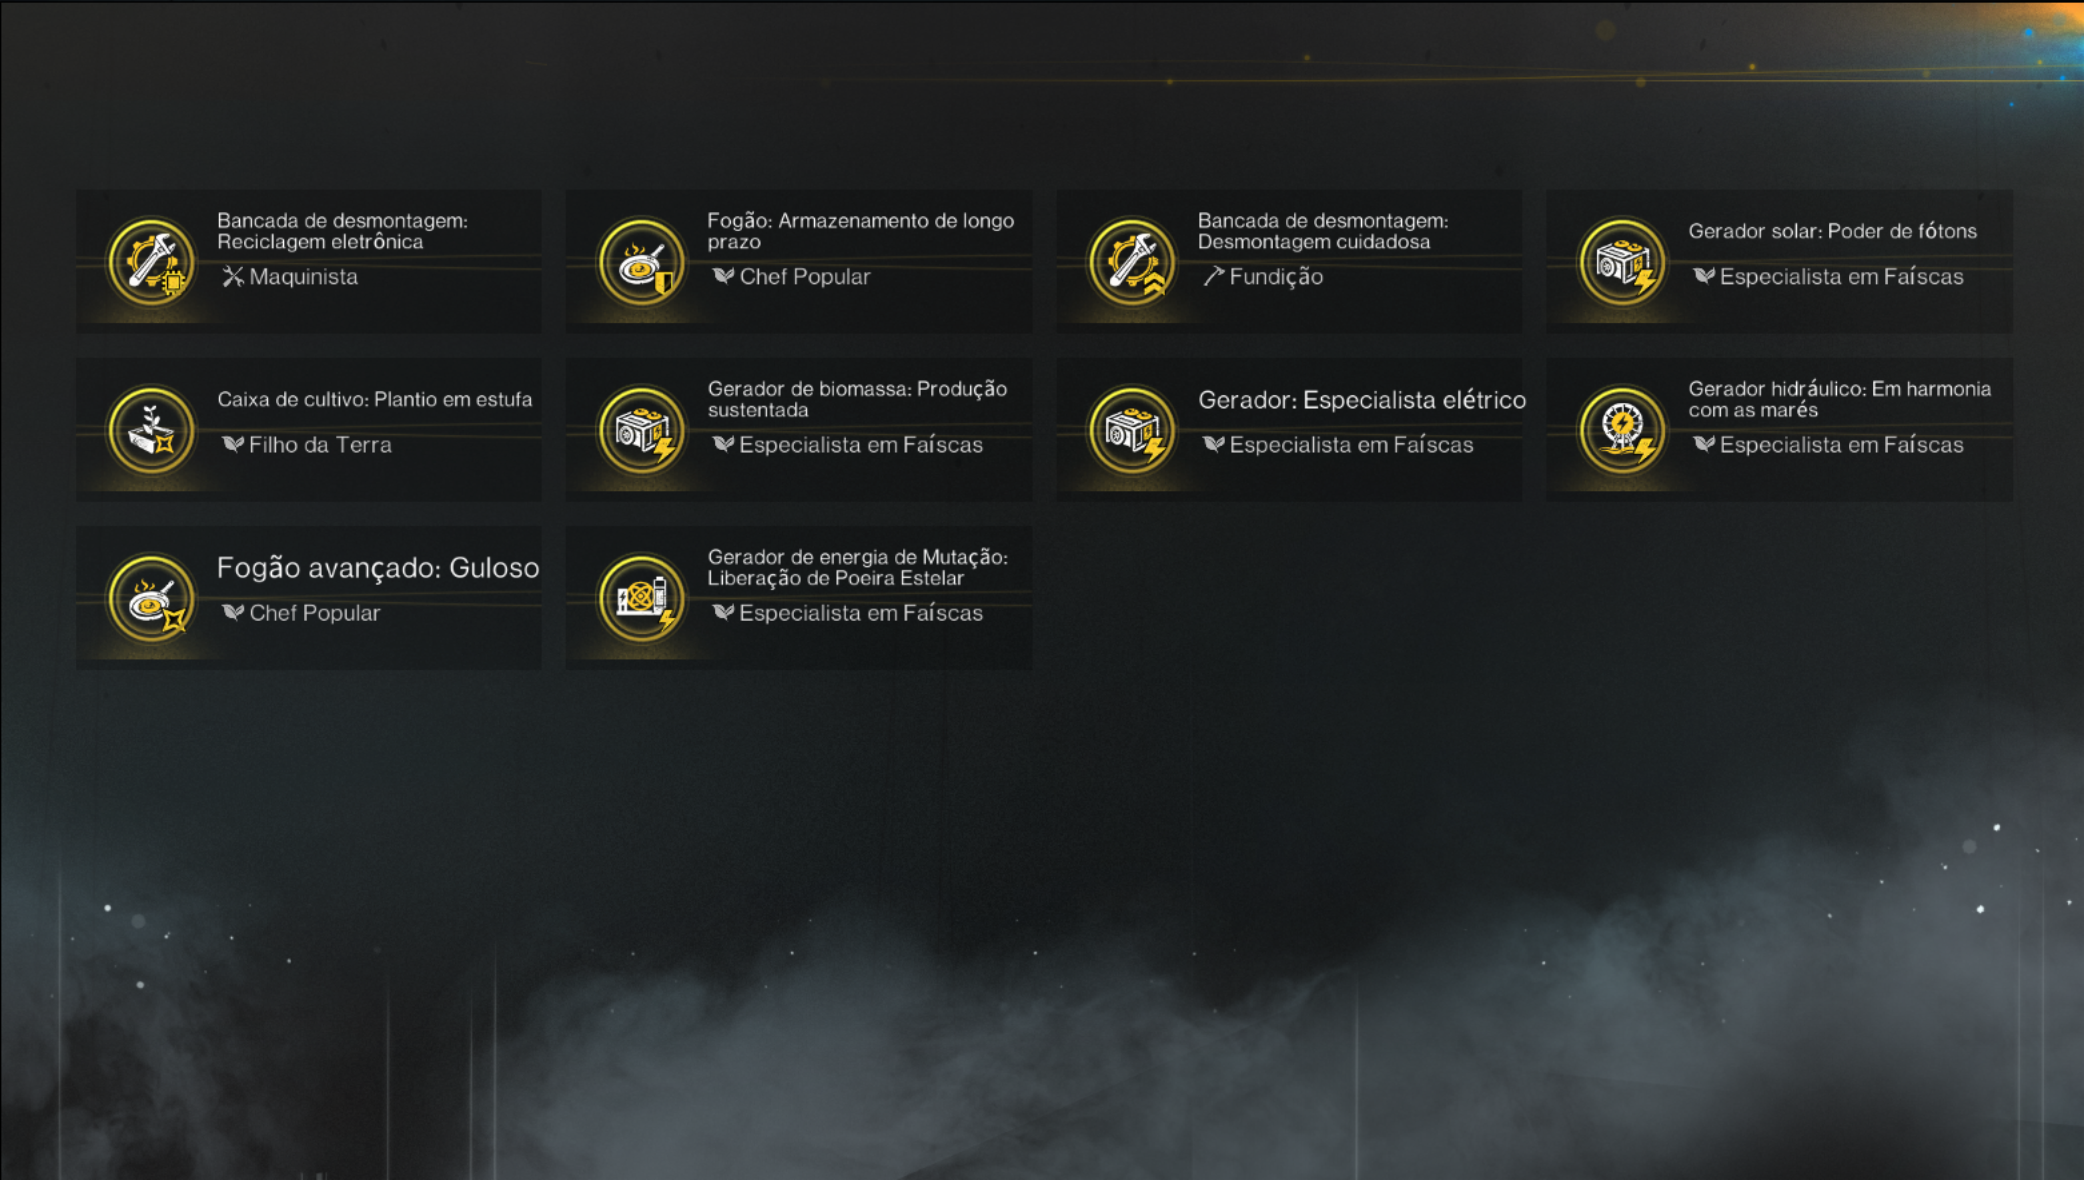 Bancada de desmontagem:
Reciclagem eletrônica
Maquinista
Fogão: Armazenamento de longo
prazo
Chef Popular
Bancada de desmontagem:
Desmontagem cuidadosa
Fundição
Gerador solar: Poder de fótons
Especialista em Faíscas
Caixa de cultivo: Plantio em estufa
Filho da Terra
Gerador de biomassa: Produção
sustentada
Especialista em Faíscas
Gerador: Especialista elétrico
Especialista em Faíscas
Gerador hidráulico: Em harmonia
com as marés
Especialista em Faíscas
Fogão avançado: Guloso
Chef Popular
Gerador de energia de Mutação:
Liberação de Poeira Estelar
Especialista em Faíscas